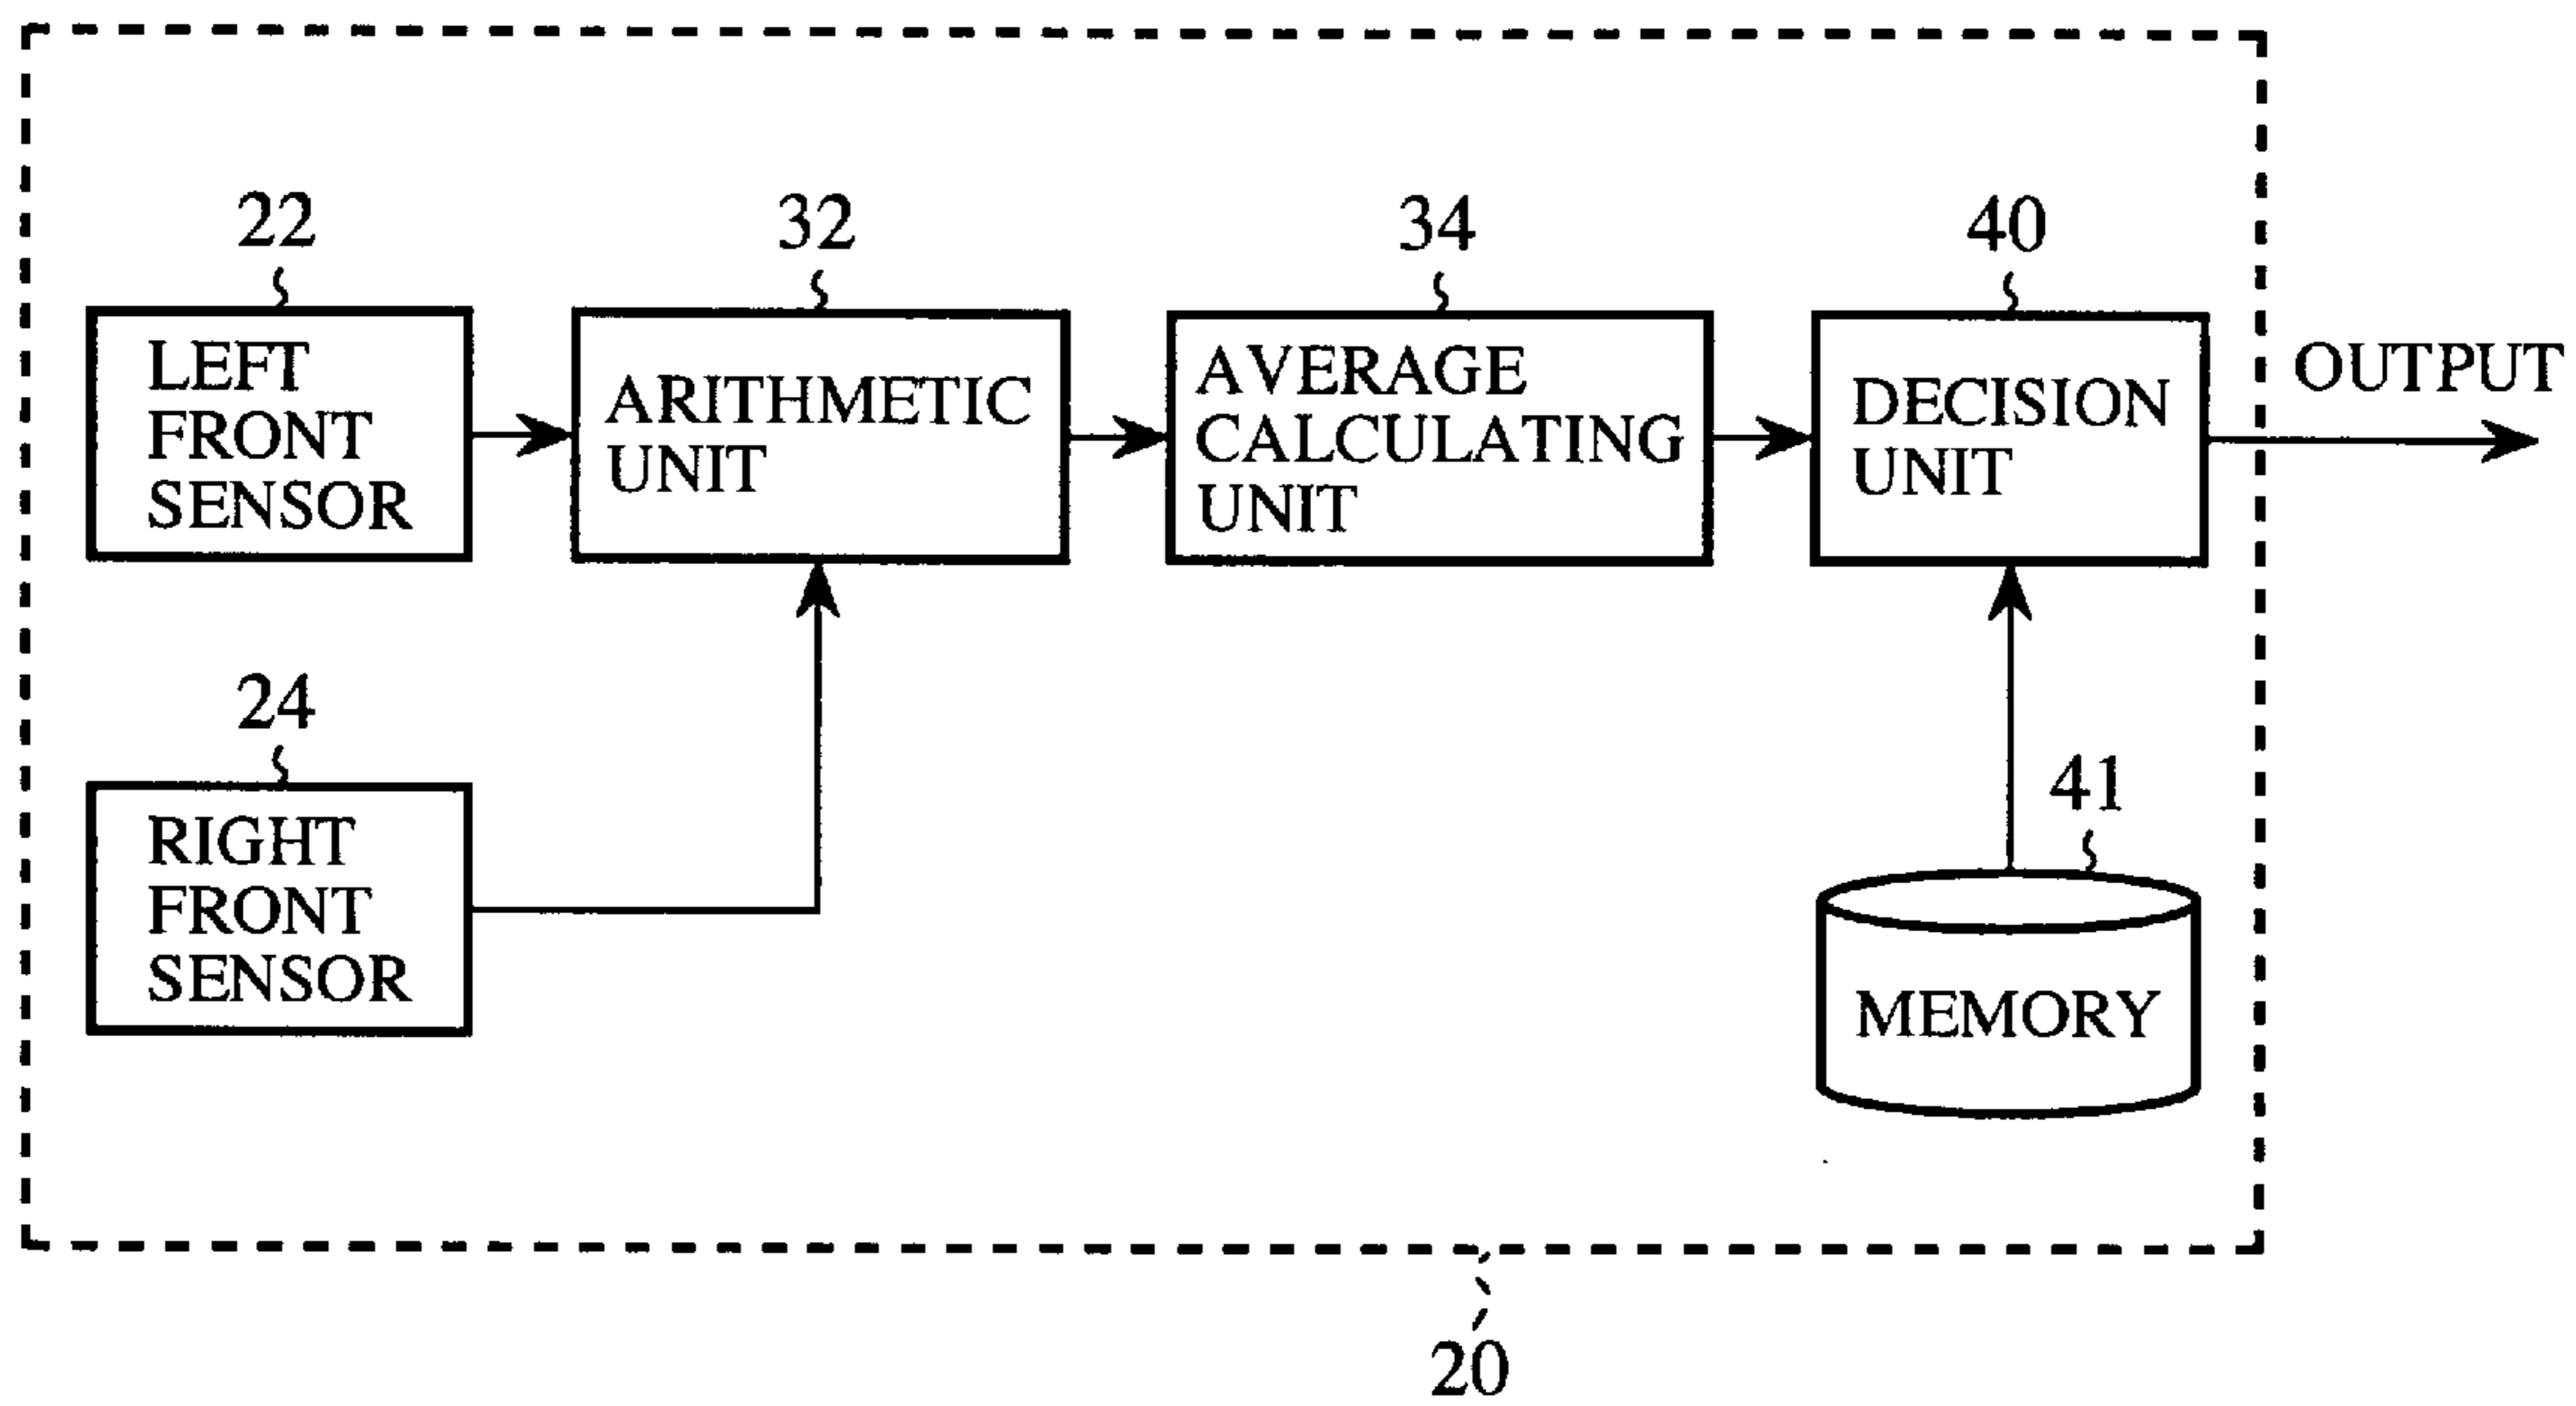 22
32
34
40
LEFT
FRONT
SENSOR
ARITHMETIC
UNIT
AVERAGE
CALCULATING
UNIT
DECISION
UNIT
OUTPUT
24
41
RIGHT
FRONT
SENSOR
MEMORY
20